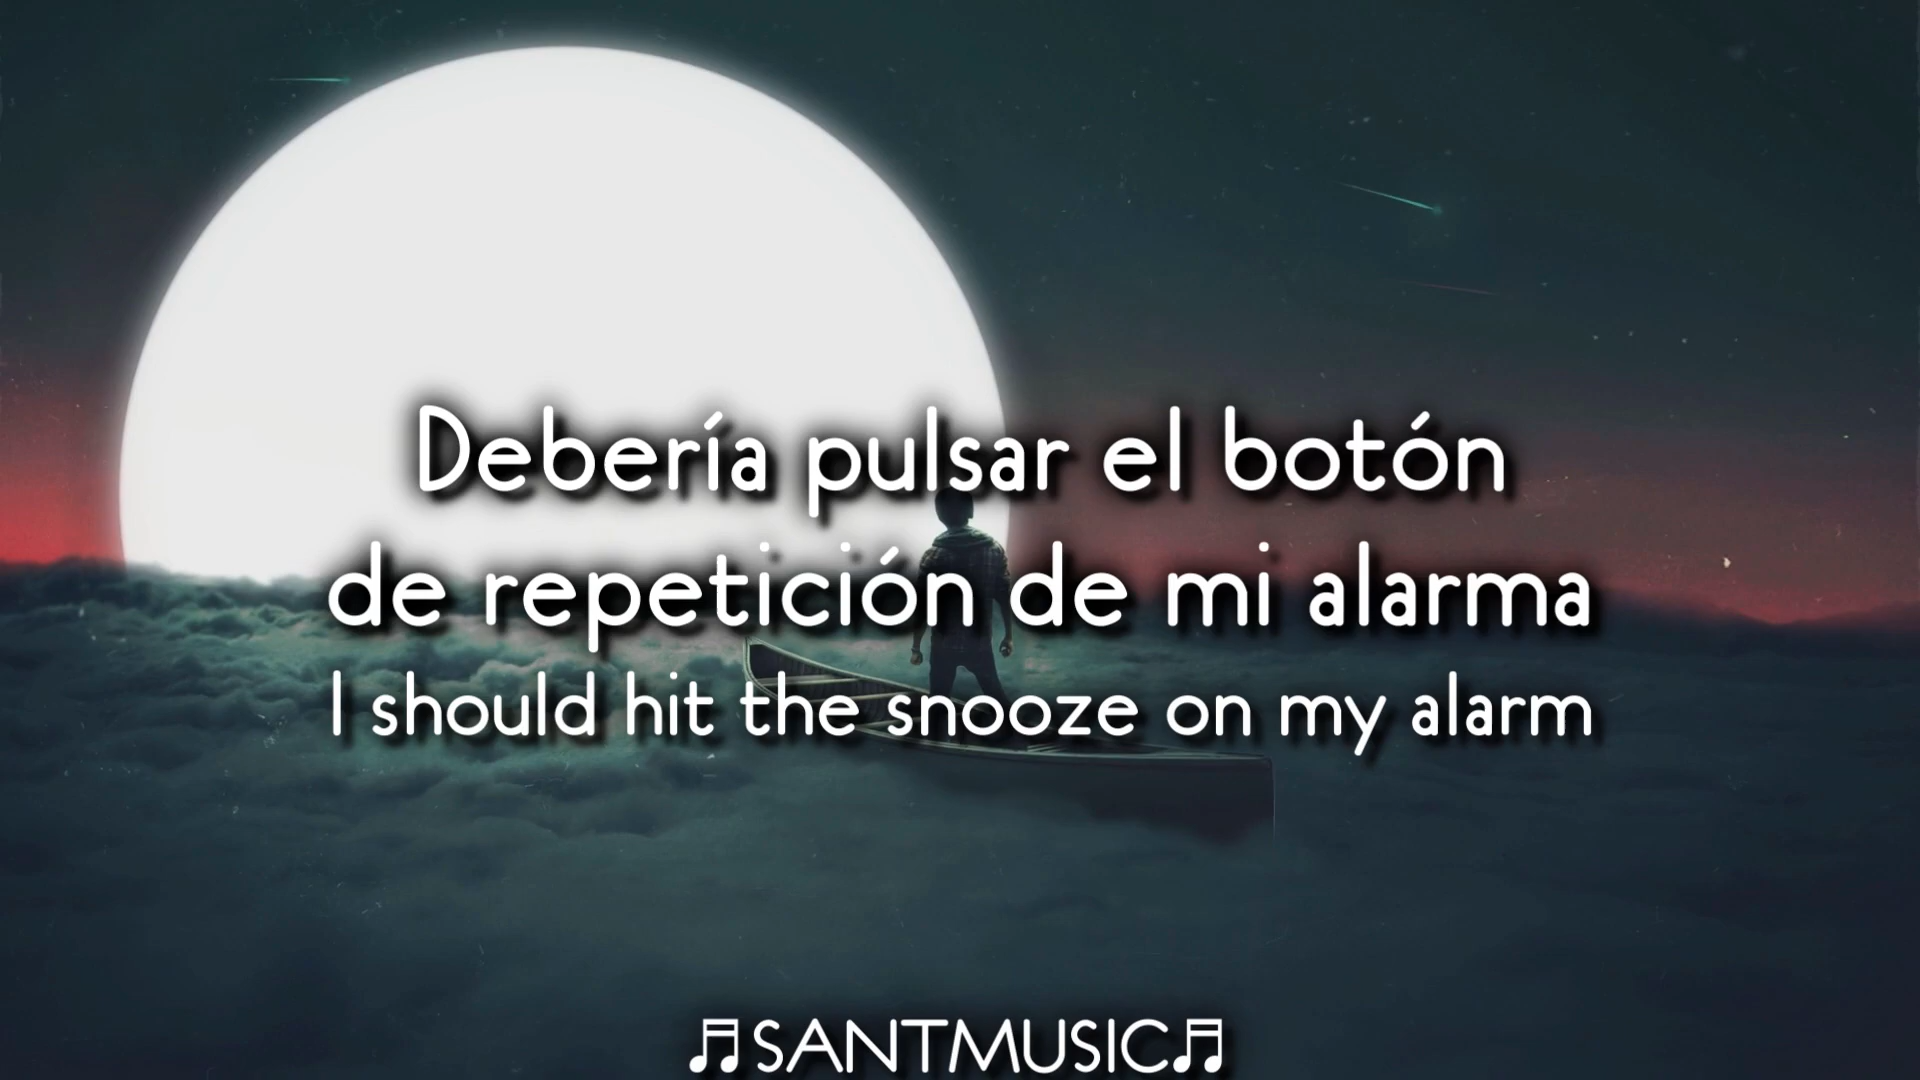 Debería pulsar el botón
de repetición de mi alarma
I should hit the snooze on my alarm
♬SANTMUSIC♬